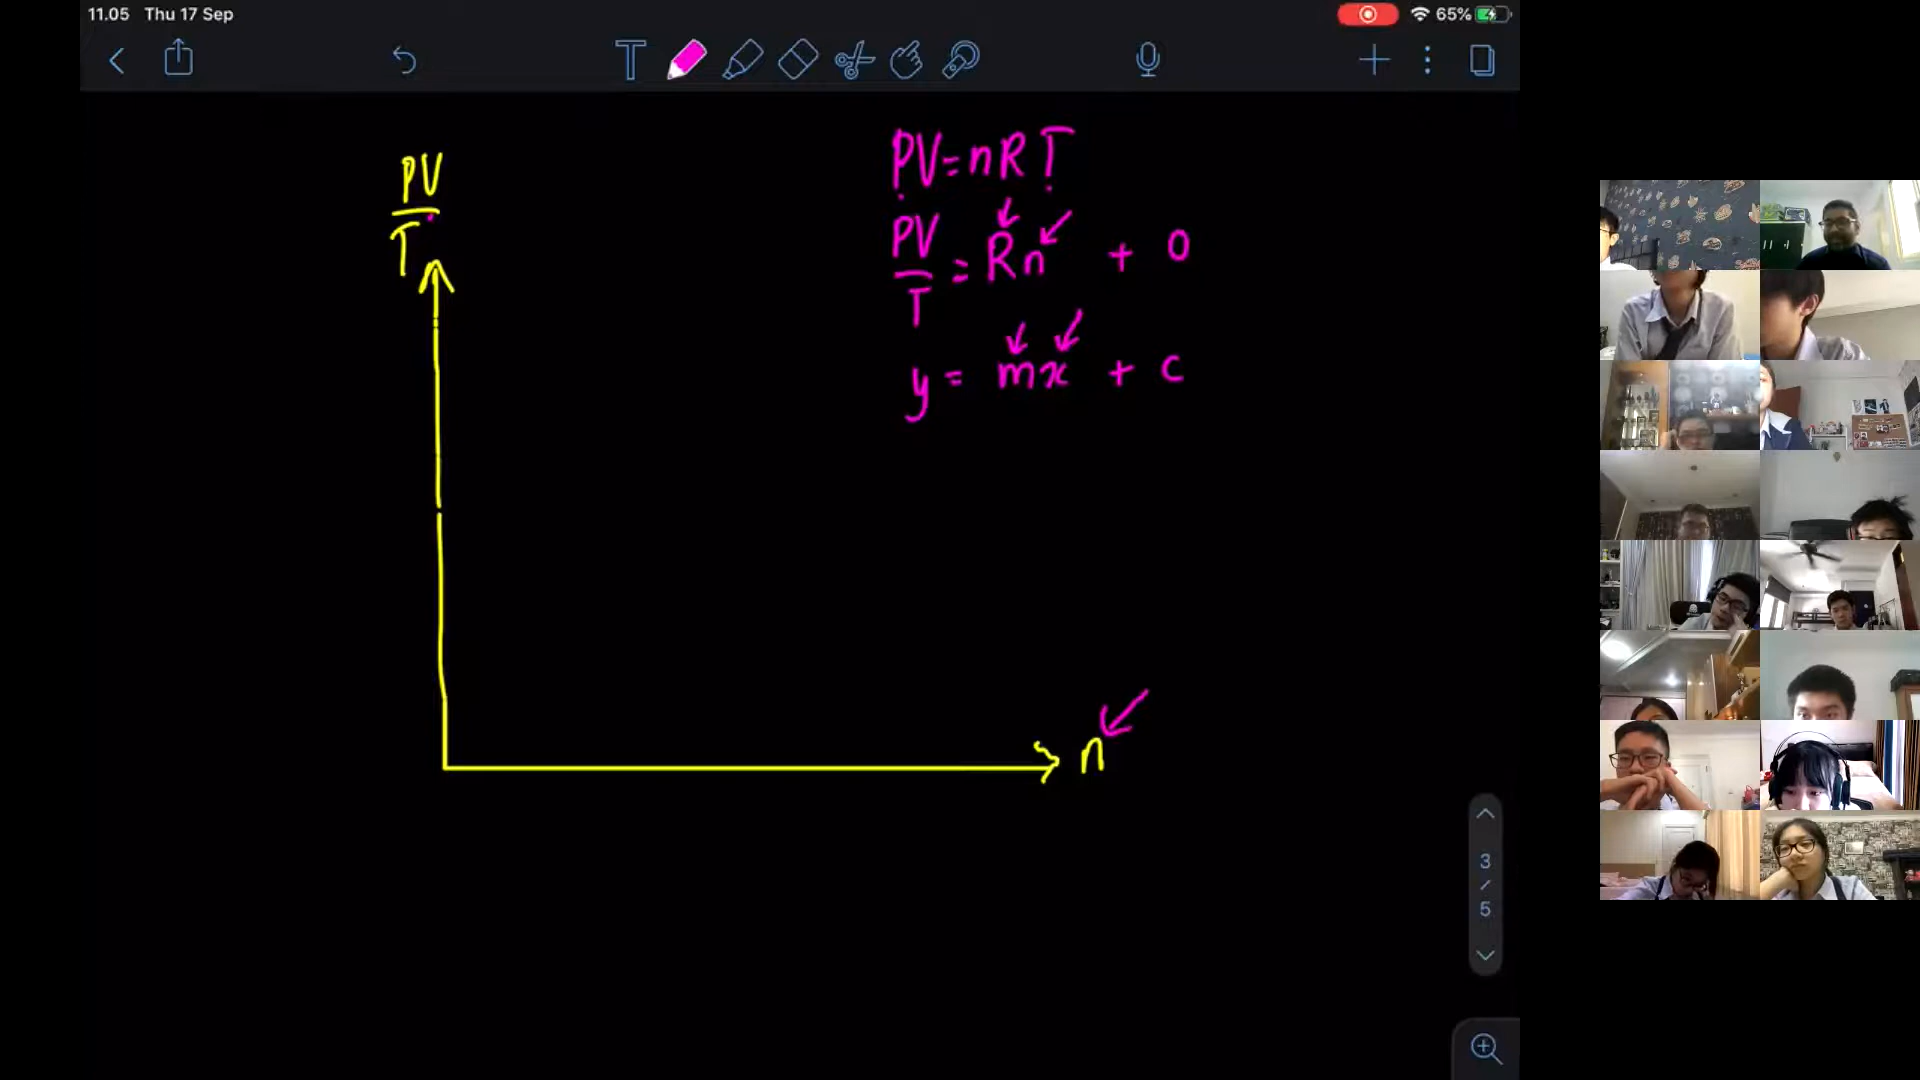 11.05 Thu 17 Sep
65%
T
PV
T
n
PV=nRT
PV
T = Rn + 0
y = mx + c
3
/
5